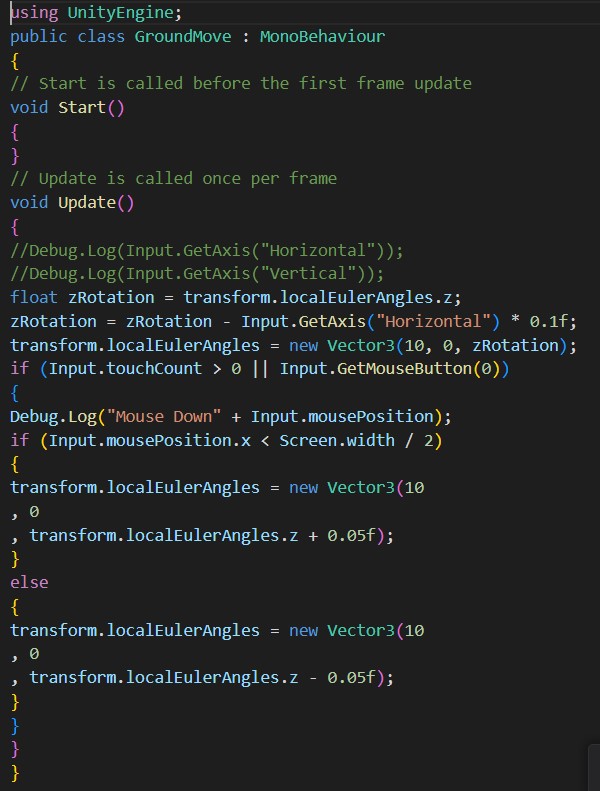 using UnityEngine;
public class GroundMove : MonoBehaviour
{
// Start is called before the first frame update
void Start()
{
}
// Update is called once per frame
void Update()
{
//Debug.Log(Input.GetAxis("Horizontal"));
//Debug.Log(Input.GetAxis("Vertical"));
float zRotation = transform.localEulerAngles.z;
zRotation = zRotation - Input.GetAxis("Horizontal") * 0.1f;
transform.localEulerAngles = new Vector3(10, 0, zRotation);
if (Input.touchCount > 0 || Input.GetMouseButton(0))
{
Debug.Log("Mouse Down" + Input.mousePosition);
if (Input.mousePosition.x < Screen.width / 2)
{
transform.localEulerAngles = new Vector3(10
, 0
, transform.localEulerAngles.z + 0.05f);
}
else
{
transform.localEulerAngles = new Vector3(10
, 0
, transform.localEulerAngles.z - 0.05f);
}
}
}
}